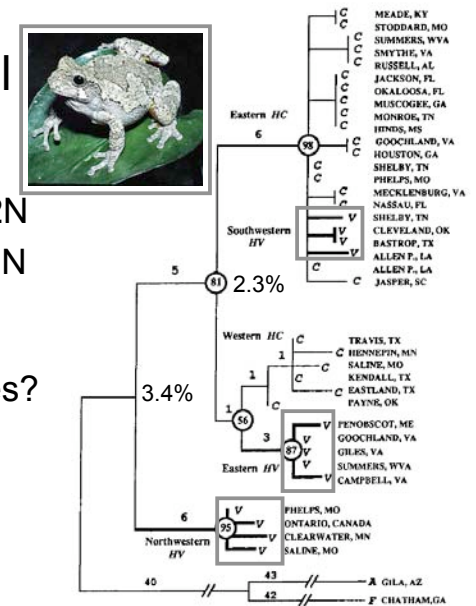 l
2N
N
es?
Eastern HC
6
98
C MEADE, KY
C STODDARD, MO
C SUMMERS, WVA
C SMYTHE, VA
C RUSSELL, AL
C JACKSON, FL
C OKALOOSA, FL
C MUSCOGEE, GA
C MONROE, TN
C HINDS, MS
C GOOCHLAND, VA
C HOUSTON, GA
C SHELBY, TN
C PHELPS, MO
C MECKLENBURG, VA
C NASSAU, FL
Southwestern
HV
V SHELBY, TN
V CLEVELAND, OK
V BASTROP, TX
V ALLEN P., LA
C ALLEN P., LA
C JASPER, SC
5
81
2.3%
Western HC
C TRAVIS, TX
1 C HENNEPIN, MN
C SALINE, MO
1 C KENDALL, TX
C EASTLAND, TX
C PAYNE, OK
3.4%
1
56
3
87
V PENOBSCOT, ME
V GOOCHLAND, VA
V GILES, VA
V SUMMERS, WVA
V CAMPBELL, VA
Eastern HV
6
95
V PHELPS, MO
V ONTARIO, CANADA
V CLEARWATER, MN
V SALINE, MO
Northwestern
HV
40
43
A GILA, AZ
42
F CHATHAM, GA